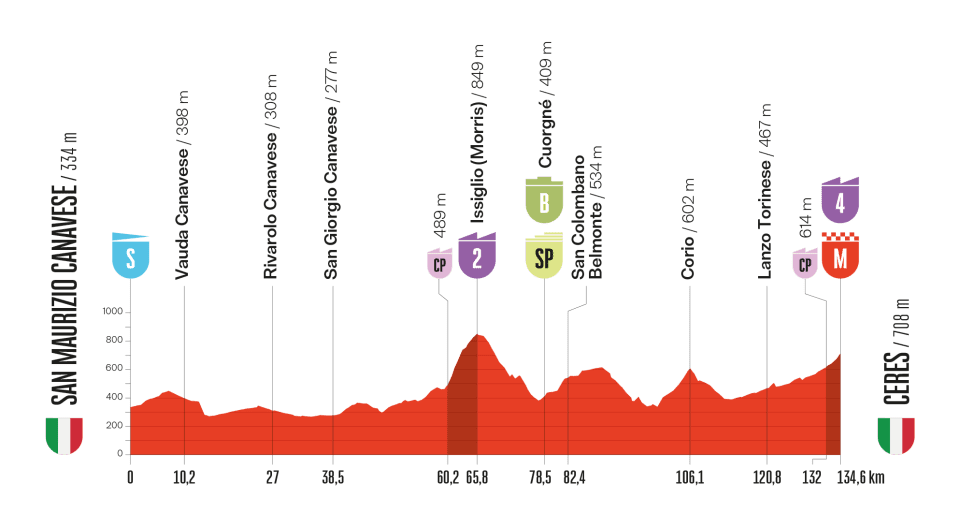 SAN MAURIZIO CANAVESE / 334 m
S
Vauda Canavese / 398 m
Rivarolo Canavese / 308 m
San Giorgio Canavese / 277 m
489 m
CP
Issiglio (Morris) / 849 m
2
Cuorgné / 409 m
B
SP
San Colombano
Belmonte / 534 m
Corio / 602 m
Lanzo Torinese / 467 m
614 m
CP
4
M
CERES / 708 m
1000
800
600
400
200
0
0 10,2 27 38,5 60,2 65,8 78,5 82,4 106,1 120,8 132 134,6 km